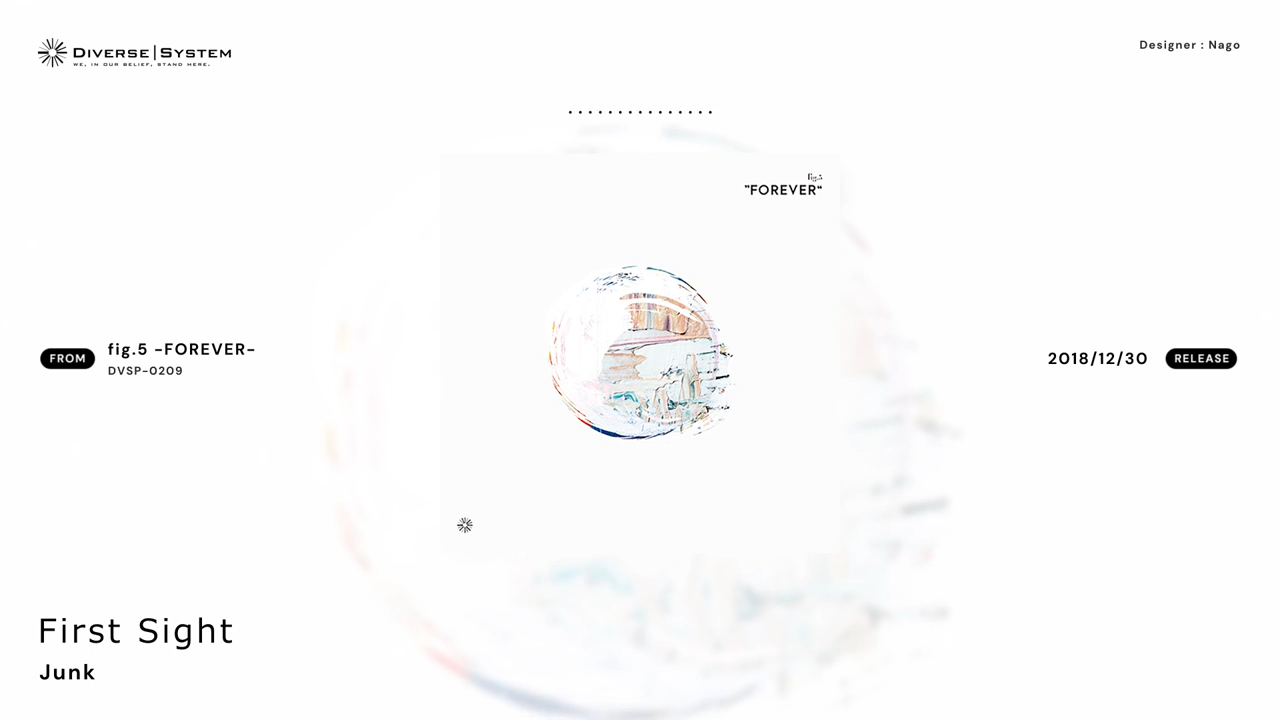 DIVERSE|SYSTEM
WE, IN OUR BELIEF, STAND HERE.
Designer : Nago
fig.5
"FOREVER“
FROM
fig.5 -FOREVER-
DVSP-0209
2018/12/30
RELEASE
First Sight
Junk